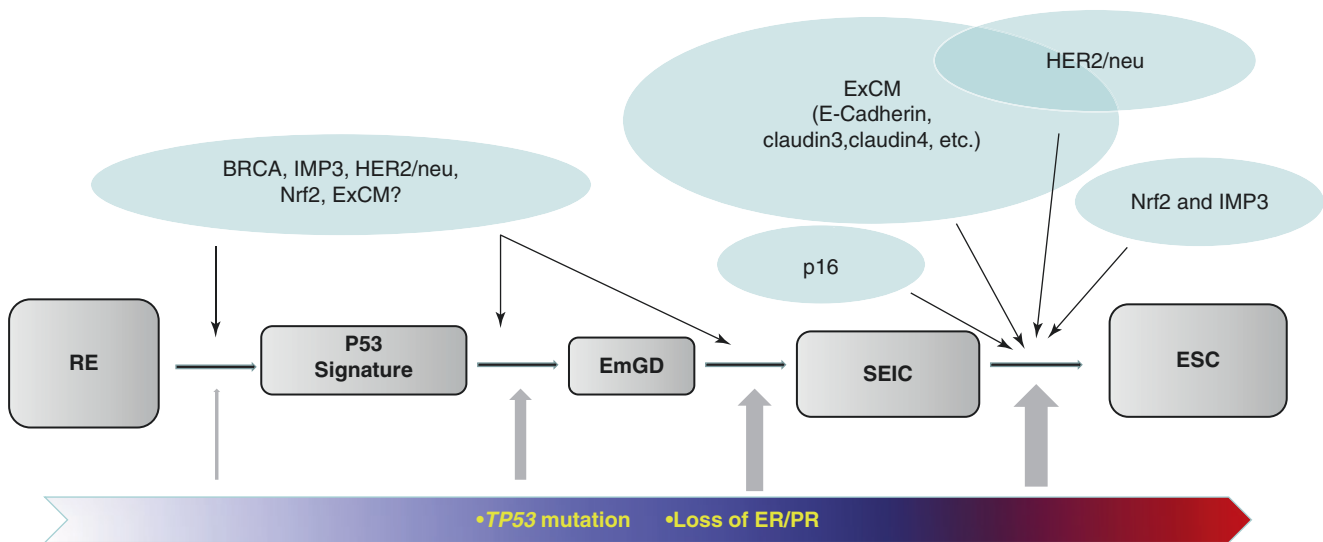 HER2/neu
ExCM
(E-Cadherin,
claudin3,claudin4, etc.)
BRCA, IMP3, HER2/neu,
Nrf2, ExCM?
Nrf2 and IMP3
p16
RE
P53
Signature
EmGD
SEIC
ESC
•TP53 mutation •Loss of ER/PR